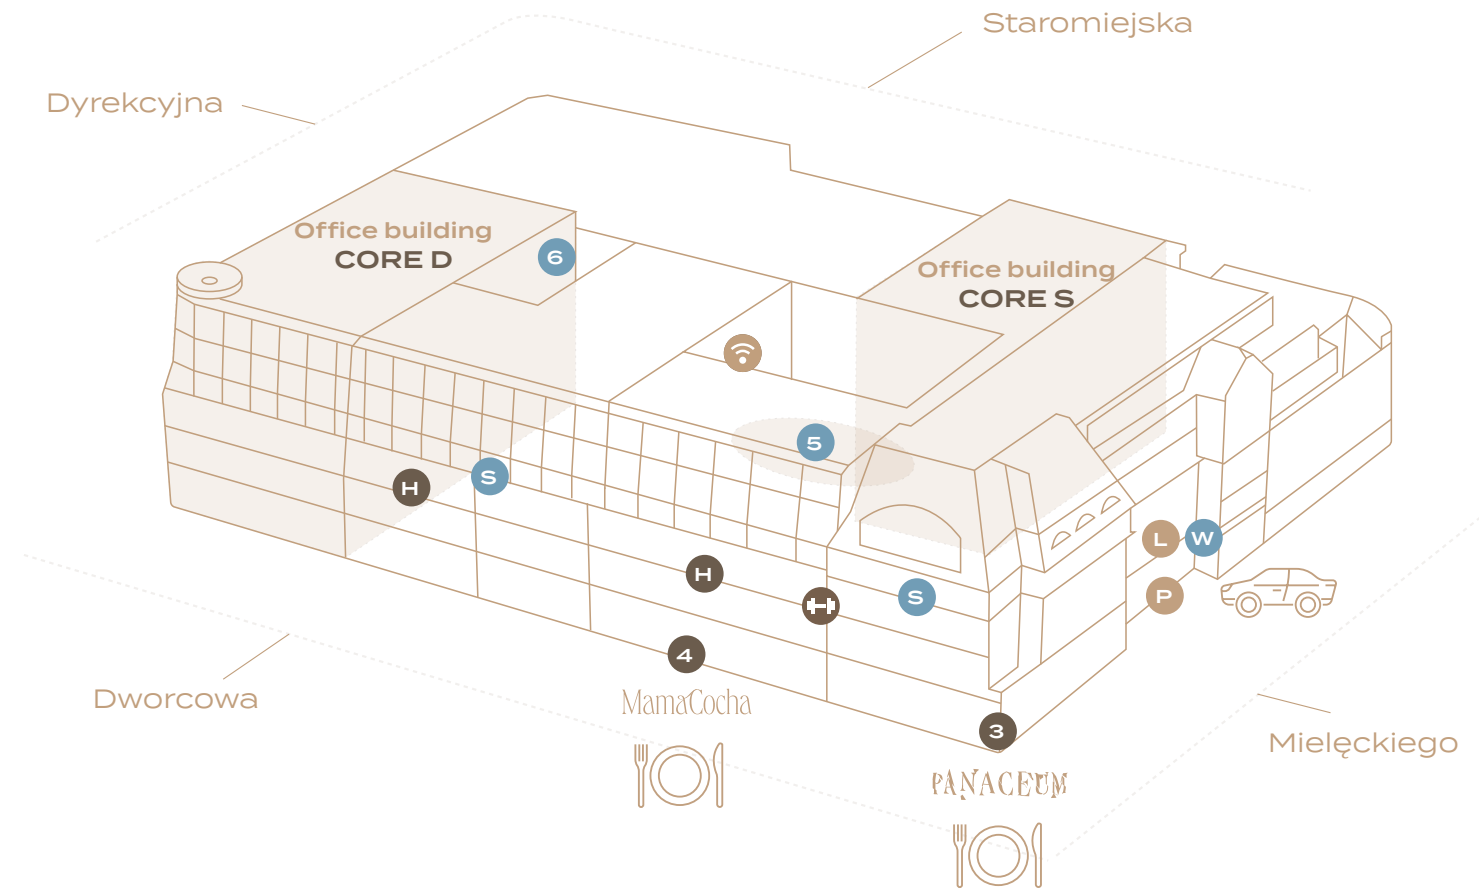 Staromiejska
Dyrekcyjna
Office building
CORE D
6
Office building
CORE S
5
H
S
H
S
L
W
P
4
MamaCocha
Dworcowa
3
PANACEUM
Mielęckiego